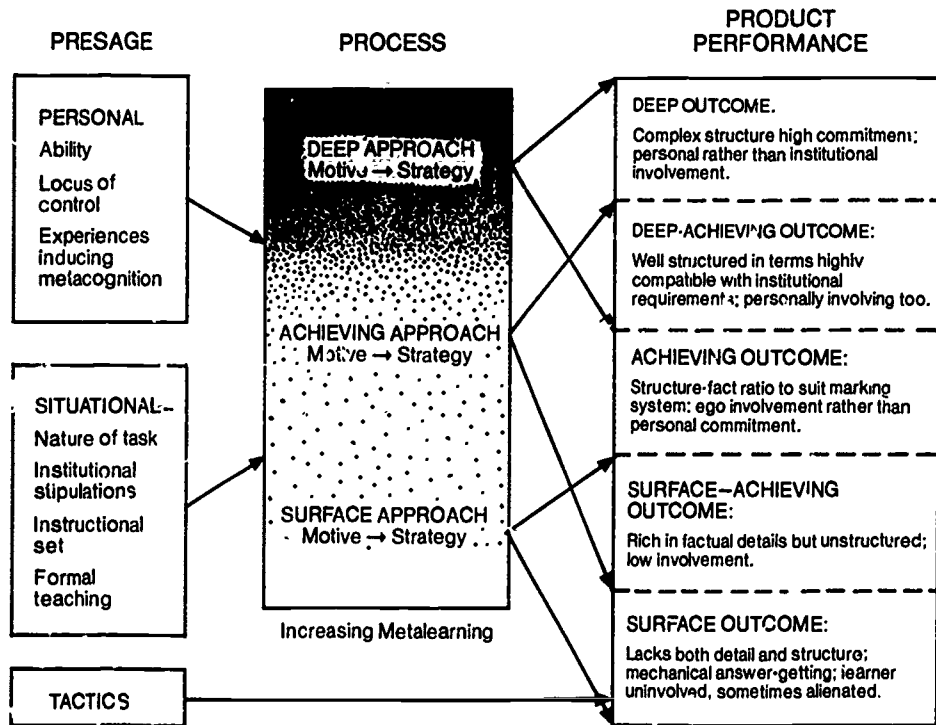 PRESAGE
PROCESS
PRODUCT
PERFORMANCE
PERSONAL
Ability
Locus of
control
Experiences
inducing
metacognition
SITUATIONAL–
Nature of task
Institutional
stipulations
Instructional
set
Formal
teaching
TACTICS
DEEP APPROACH
Motive → Strategy
ACHIEVING APPROACH
Motive → Strategy
SURFACE APPROACH
Motive → Strategy
Increasing Metalearning
DEEP OUTCOME.
Complex structure high commitment;
personal rather than institutional
involvement.
DEEP-ACHIEVING OUTCOME:
Well structured in terms highly
compatible with institutional
requirements; personally involving too.
ACHIEVING OUTCOME:
Structure-fact ratio to suit marking
system; ego involvement rather than
personal commitment.
SURFACE–ACHIEVING
OUTCOME:
Rich in factual details but unstructured;
low involvement.
SURFACE OUTCOME:
Lacks both detail and structure;
mechanical answer-getting; learner
uninvolved, sometimes alienated.